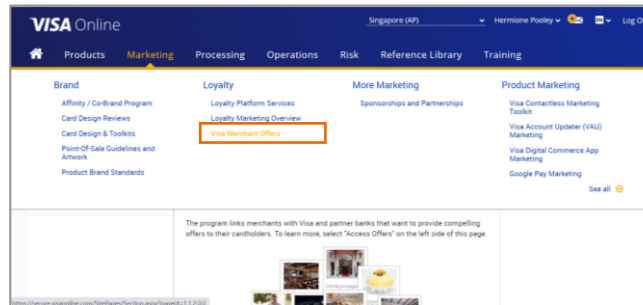 VISA Online
Singapore (AP)
Hermione Pooley
EN
Log O
Products Marketing Processing Operations Risk Reference Library Training
Brand
Affinity / Co-Brand Program
Card Design Reviews
Card Design & Toolkits
Point-Of-Sale Guidelines and
Artwork
Product Brand Standards
Loyalty
Loyalty Platform Services
Loyalty Marketing Overview
Visa Merchant Offers
More Marketing
Sponsorships and Partnerships
Product Marketing
Visa Contactless Marketing
Toolkit
Visa Account Updater (VAU)
Marketing
Visa Digital Commerce App
Marketing
Google Pay Marketing
See all
The program links merchants with Visa and partner banks that want to provide compelling
offers to their cardholders. To learn more, select "Access Offers" on the left side of this page.